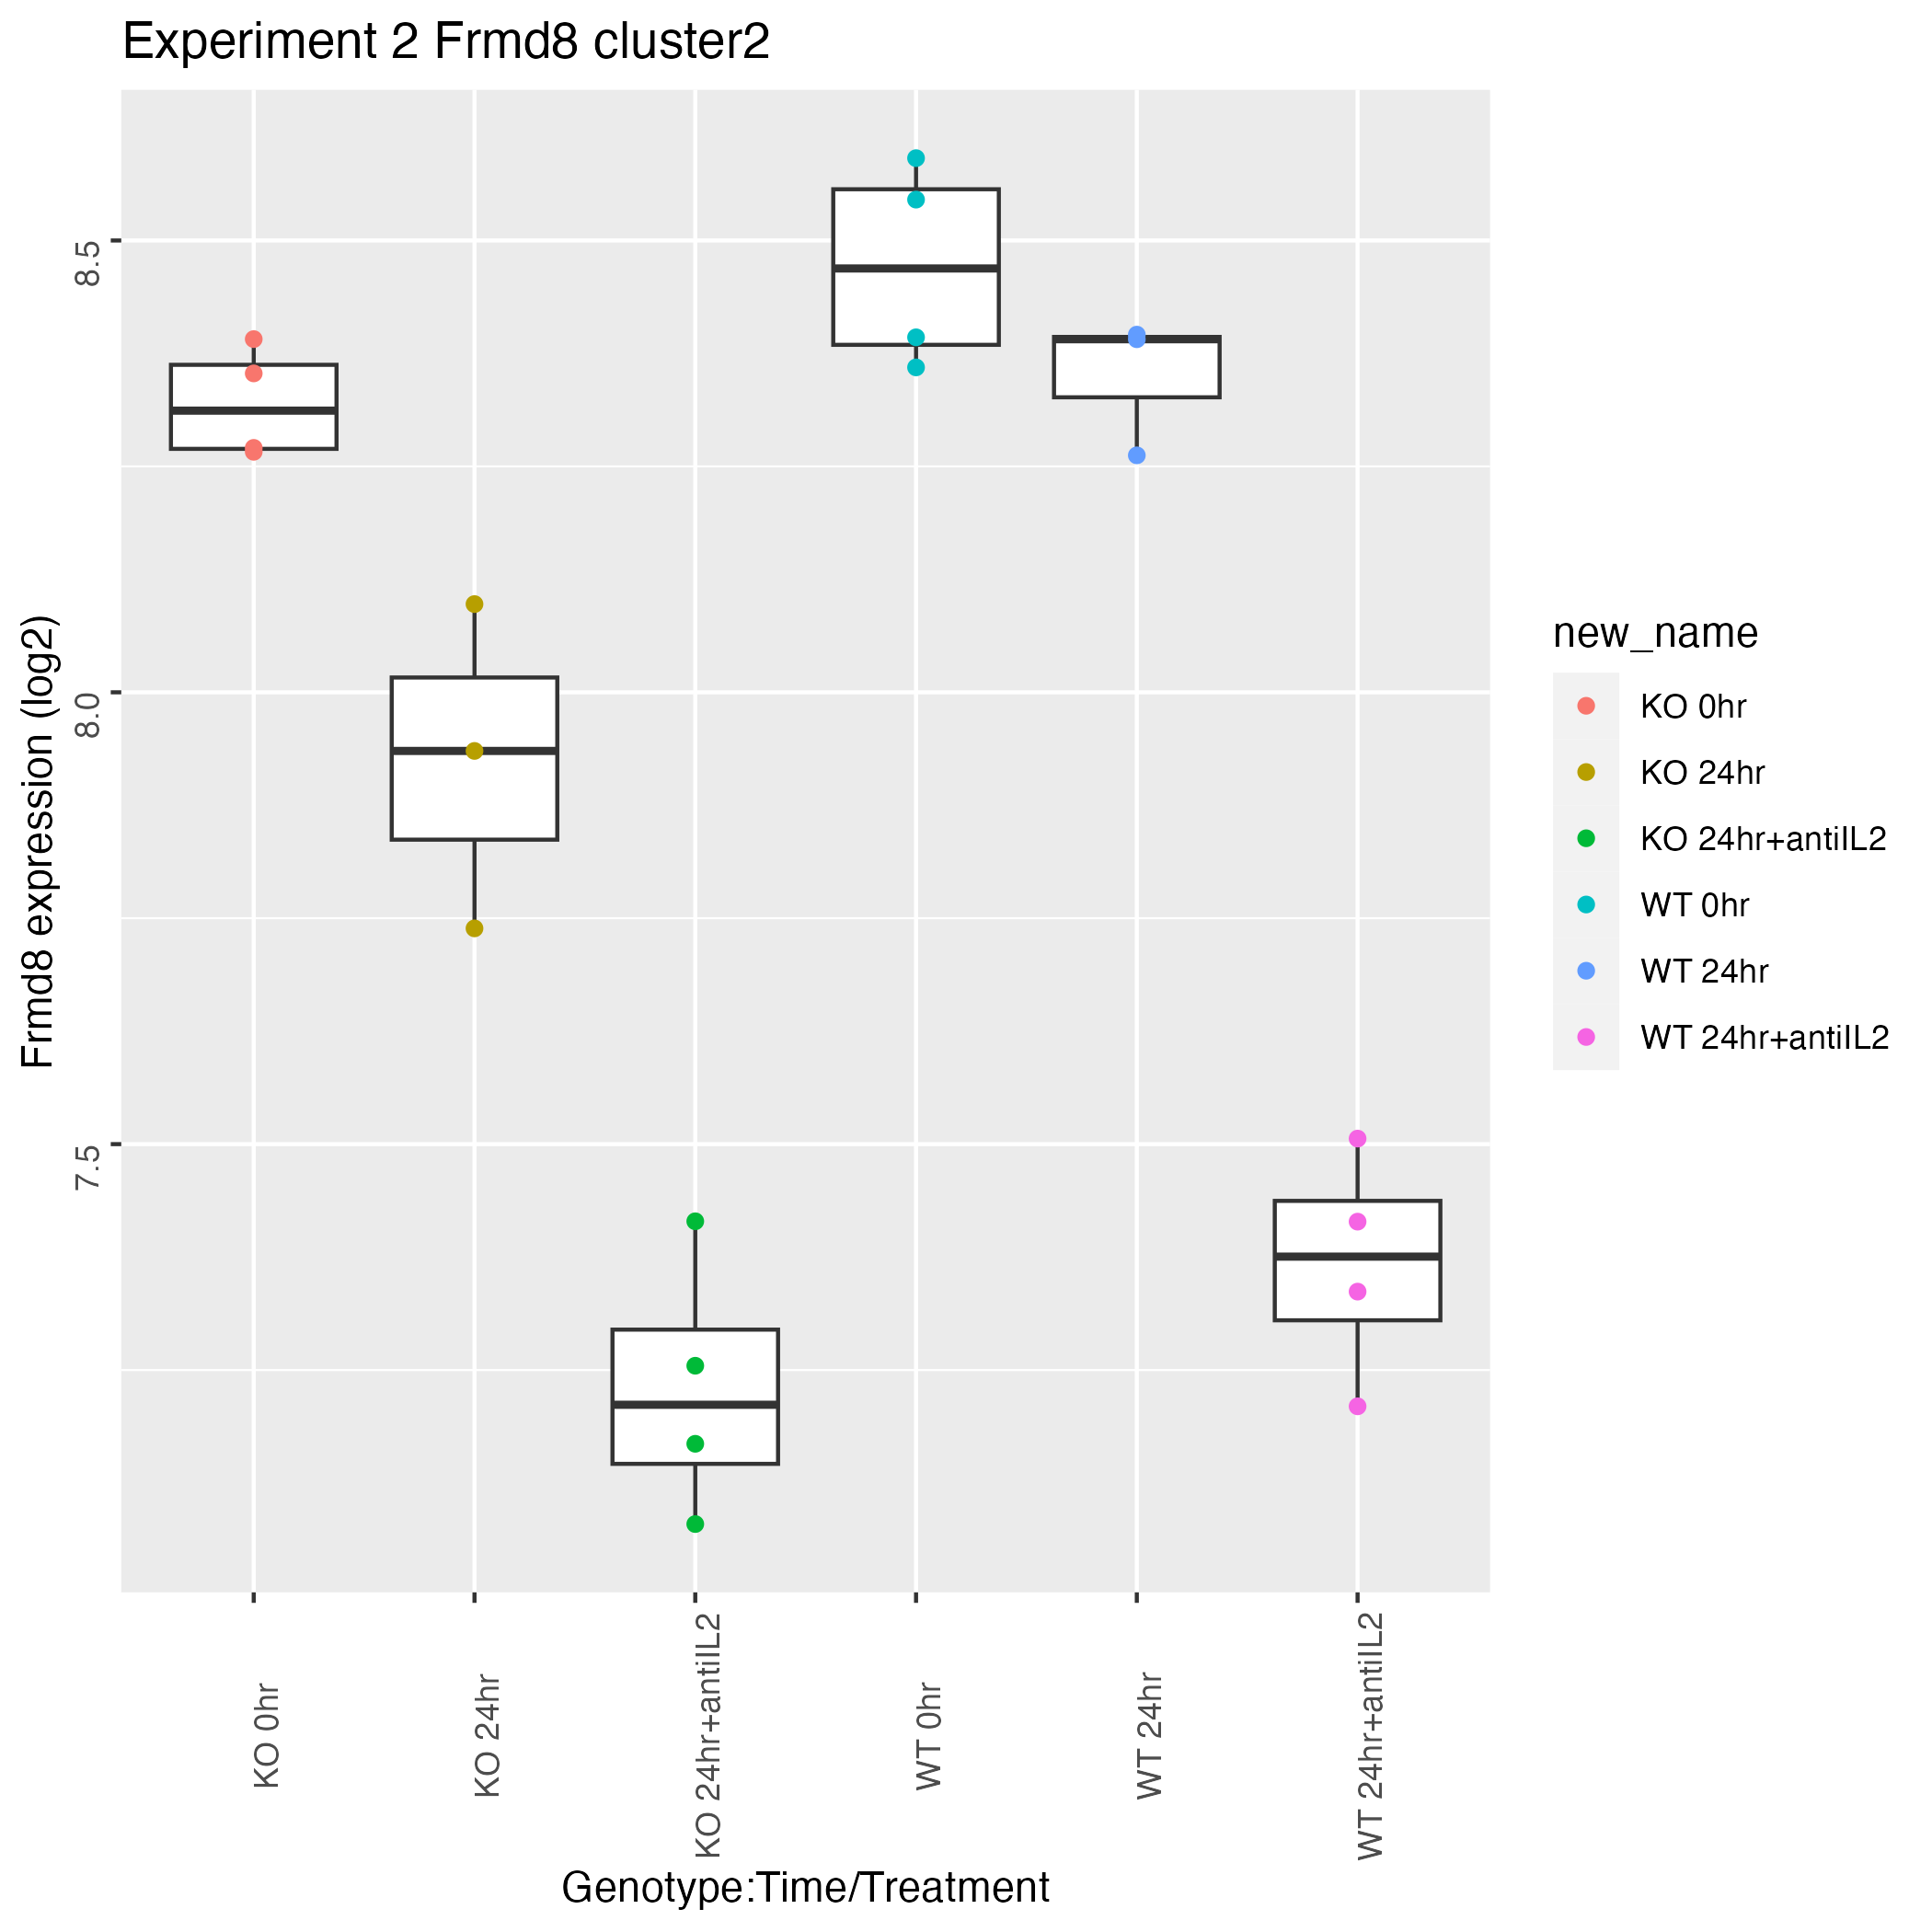 Experiment 2 Frmd8 cluster2
Frmd8 expression (log2)
8.5
8.0
7.5
KO 0hr
KO 24hr
KO 24hr+antiIL2
WT 0hr
WT 24hr
WT 24hr+antiIL2
Genotype:Time/Treatment
new_name
KO 0hr
KO 24hr
KO 24hr+antiIL2
WT 0hr
WT 24hr
WT 24hr+antiIL2